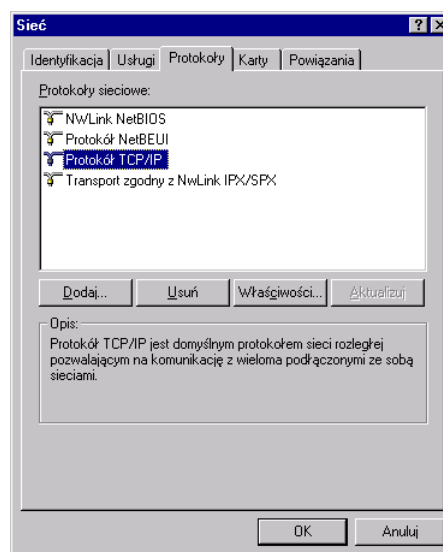 Sieć
Identyfikacja Usługi Protokoły Karty Powiązania
Protokoły sieciowe:
NWLink NetBIOS
Protokół NetBEUI
Protokół TCP/IP
Transport zgodny z NwLink IPX/SPX
Dodaj... Usuń Właściwości... Aktualizuj
Opis:
Protokół TCP/IP jest domyślnym protokołem sieci rozległej
pozwalającym na komunikację z wieloma podłączonymi ze sobą
sieciami.
OK Anuluj